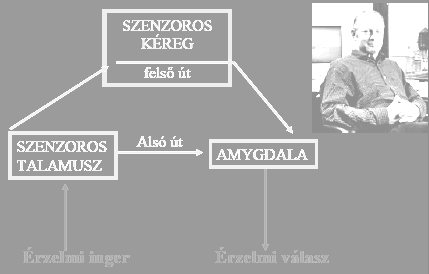 SZENZOROS
KÉREG
felső út
SZENZOROS
TALAMUSZ
Alsó út
AMYGDALA
Érzelmi inger
Érzelmi válasz